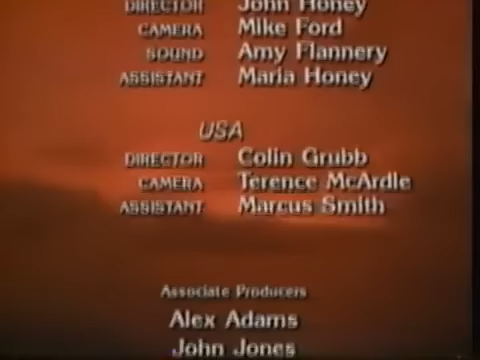 DIRECTOR John Honey
CAMERA Mike Ford
SOUND Amy Flannery
ASSISTANT Maria Honey
USA
DIRECTOR Colin Grubb
CAMERA Terence McArdle
ASSISTANT Marcus Smith
Associate Producers
Alex Adams
John Jones